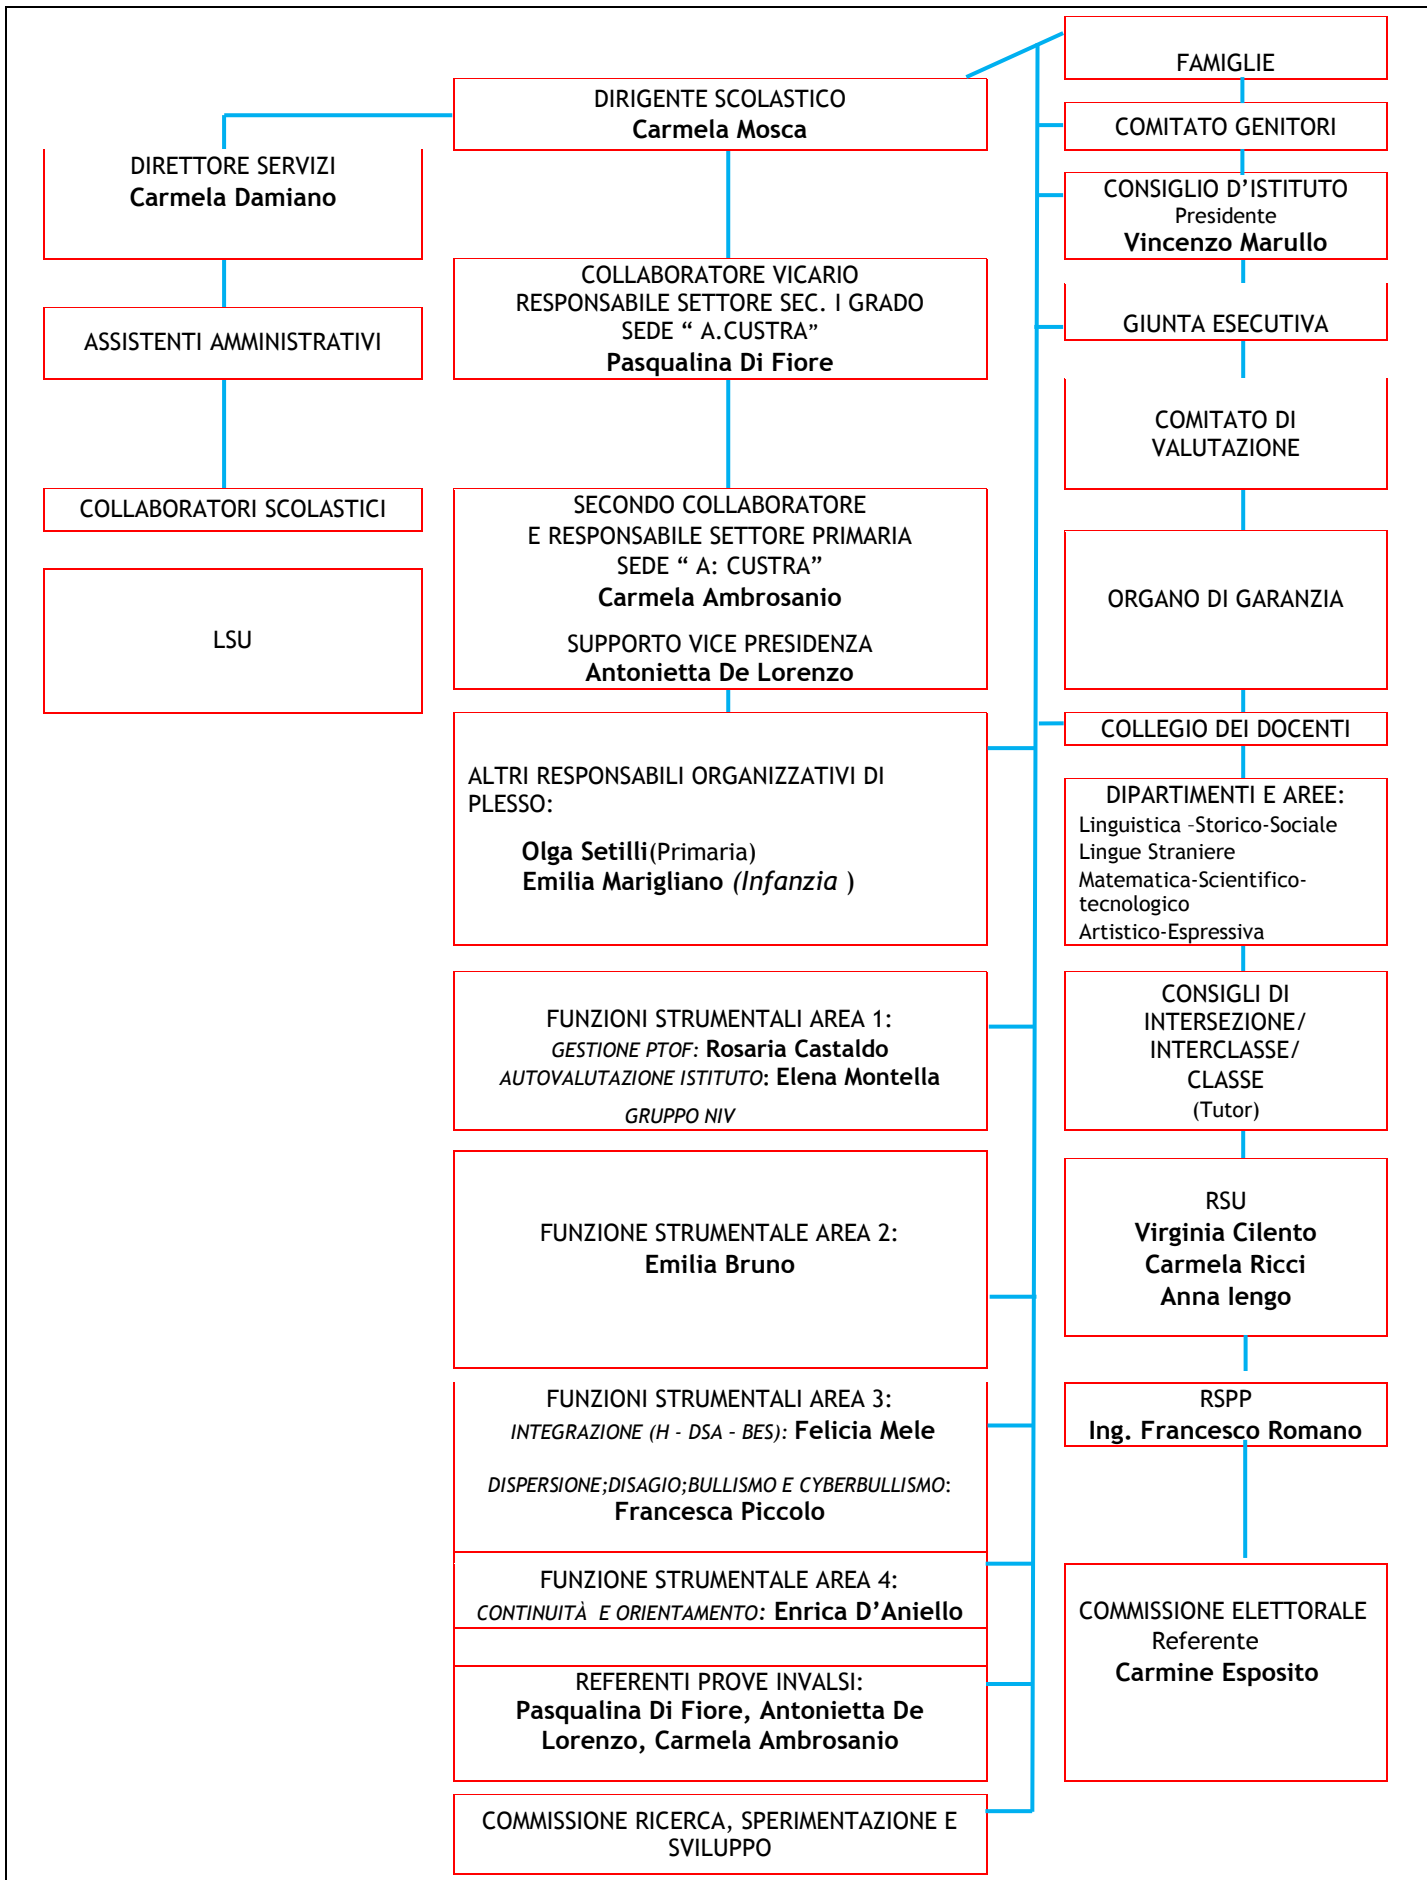 DIRIGENTE SCOLASTICO
Carmela Mosca
DIRETTORE SERVIZI
Carmela Damiano
ASSISTENTI AMMINISTRATIVI
COLLABORATORI SCOLASTICI
LSU
COLLABORATORE VICARIO
RESPONSABILE SETTORE SEC. I GRADO
SEDE “ A.CUSTRA”
Pasqualina Di Fiore
SECONDO COLLABORATORE
E RESPONSABILE SETTORE PRIMARIA
SEDE “ A: CUSTRA”
Carmela Ambrosanio
SUPPORTO VICE PRESIDENZA
Antonietta De Lorenzo
ALTRI RESPONSABILI ORGANIZZATIVI DI
PLESSO:
Olga Setilli(Primaria)
Emilia Marigliano (Infanzia )
FUNZIONI STRUMENTALI AREA 1:
GESTIONE PTOF: Rosaria Castaldo
AUTOVALUTAZIONE ISTITUTO: Elena Montella
GRUPPO NIV
FUNZIONE STRUMENTALE AREA 2:
Emilia Bruno
FUNZIONI STRUMENTALI AREA 3:
INTEGRAZIONE (H - DSA – BES): Felicia Mele
DISPERSIONE;DISAGIO;BULLISMO E CYBERBULLISMO:
Francesca Piccolo
FUNZIONE STRUMENTALE AREA 4:
CONTINUITÀ  E ORIENTAMENTO: Enrica D’Aniello
REFERENTI PROVE INVALSI:
Pasqualina Di Fiore, Antonietta De
Lorenzo, Carmela Ambrosanio
COMMISSIONE RICERCA, SPERIMENTAZIONE E
SVILUPPO
FAMIGLIE
COMITATO GENITORI
CONSIGLIO D’ISTITUTO
Presidente
Vincenzo Marullo
GIUNTA ESECUTIVA
COMITATO DI
VALUTAZIONE
ORGANO DI GARANZIA
COLLEGIO DEI DOCENTI
DIPARTIMENTI E AREE:
Linguistica –Storico-Sociale
Lingue Straniere
Matematica-Scientifico-
tecnologico
Artistico-Espressiva
CONSIGLI DI
INTERSEZIONE/
INTERCLASSE/
CLASSE
(Tutor)
RSU
Virginia Cilento
Carmela Ricci
Anna Iengo
RSPP
Ing. Francesco Romano
COMMISSIONE ELETTORALE
Referente
Carmine Esposito